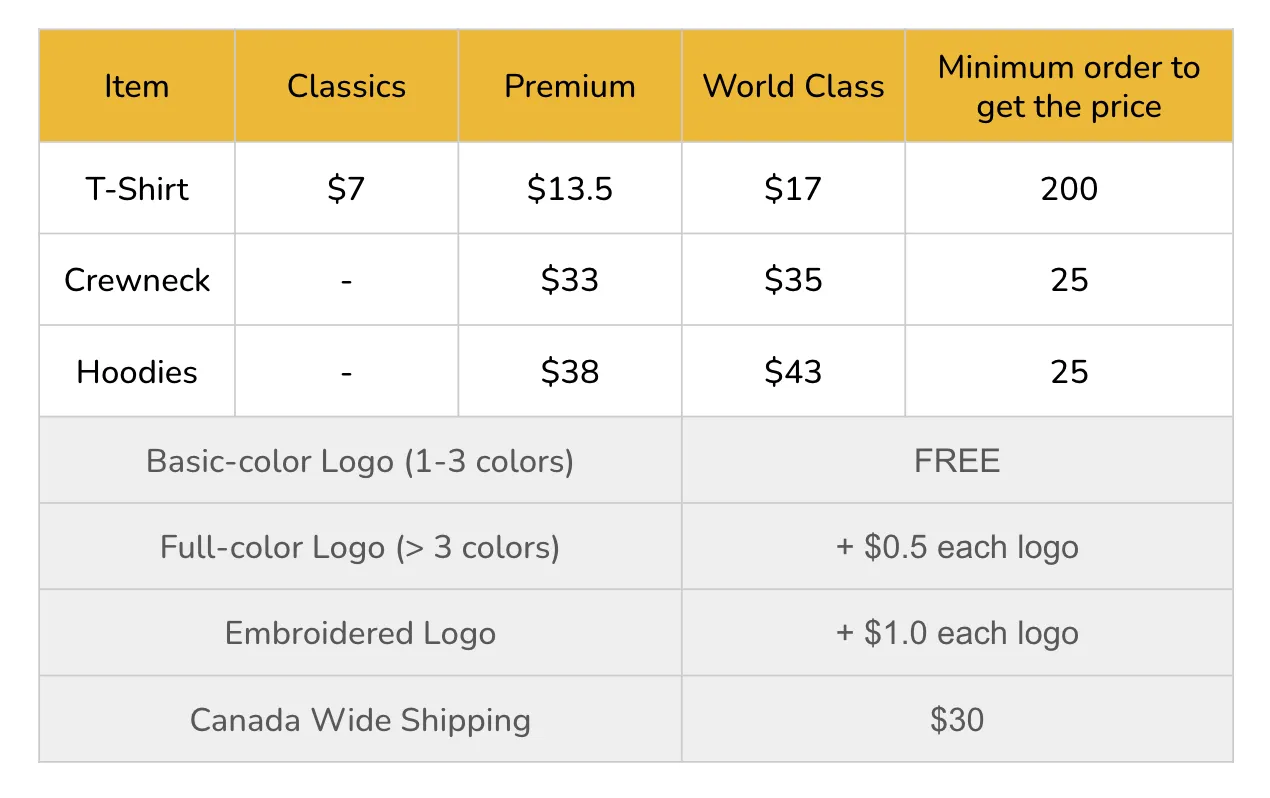 Item Classics Premium World Class Minimum order to
get the price
T-Shirt $7 $13.5 $17 200
Crewneck - $33 $35 25
Hoodies - $38 $43 25
Basic-color Logo (1-3 colors) FREE
Full-color Logo (> 3 colors) + $0.5 each logo
Embroidered Logo + $1.0 each logo
Canada Wide Shipping $30